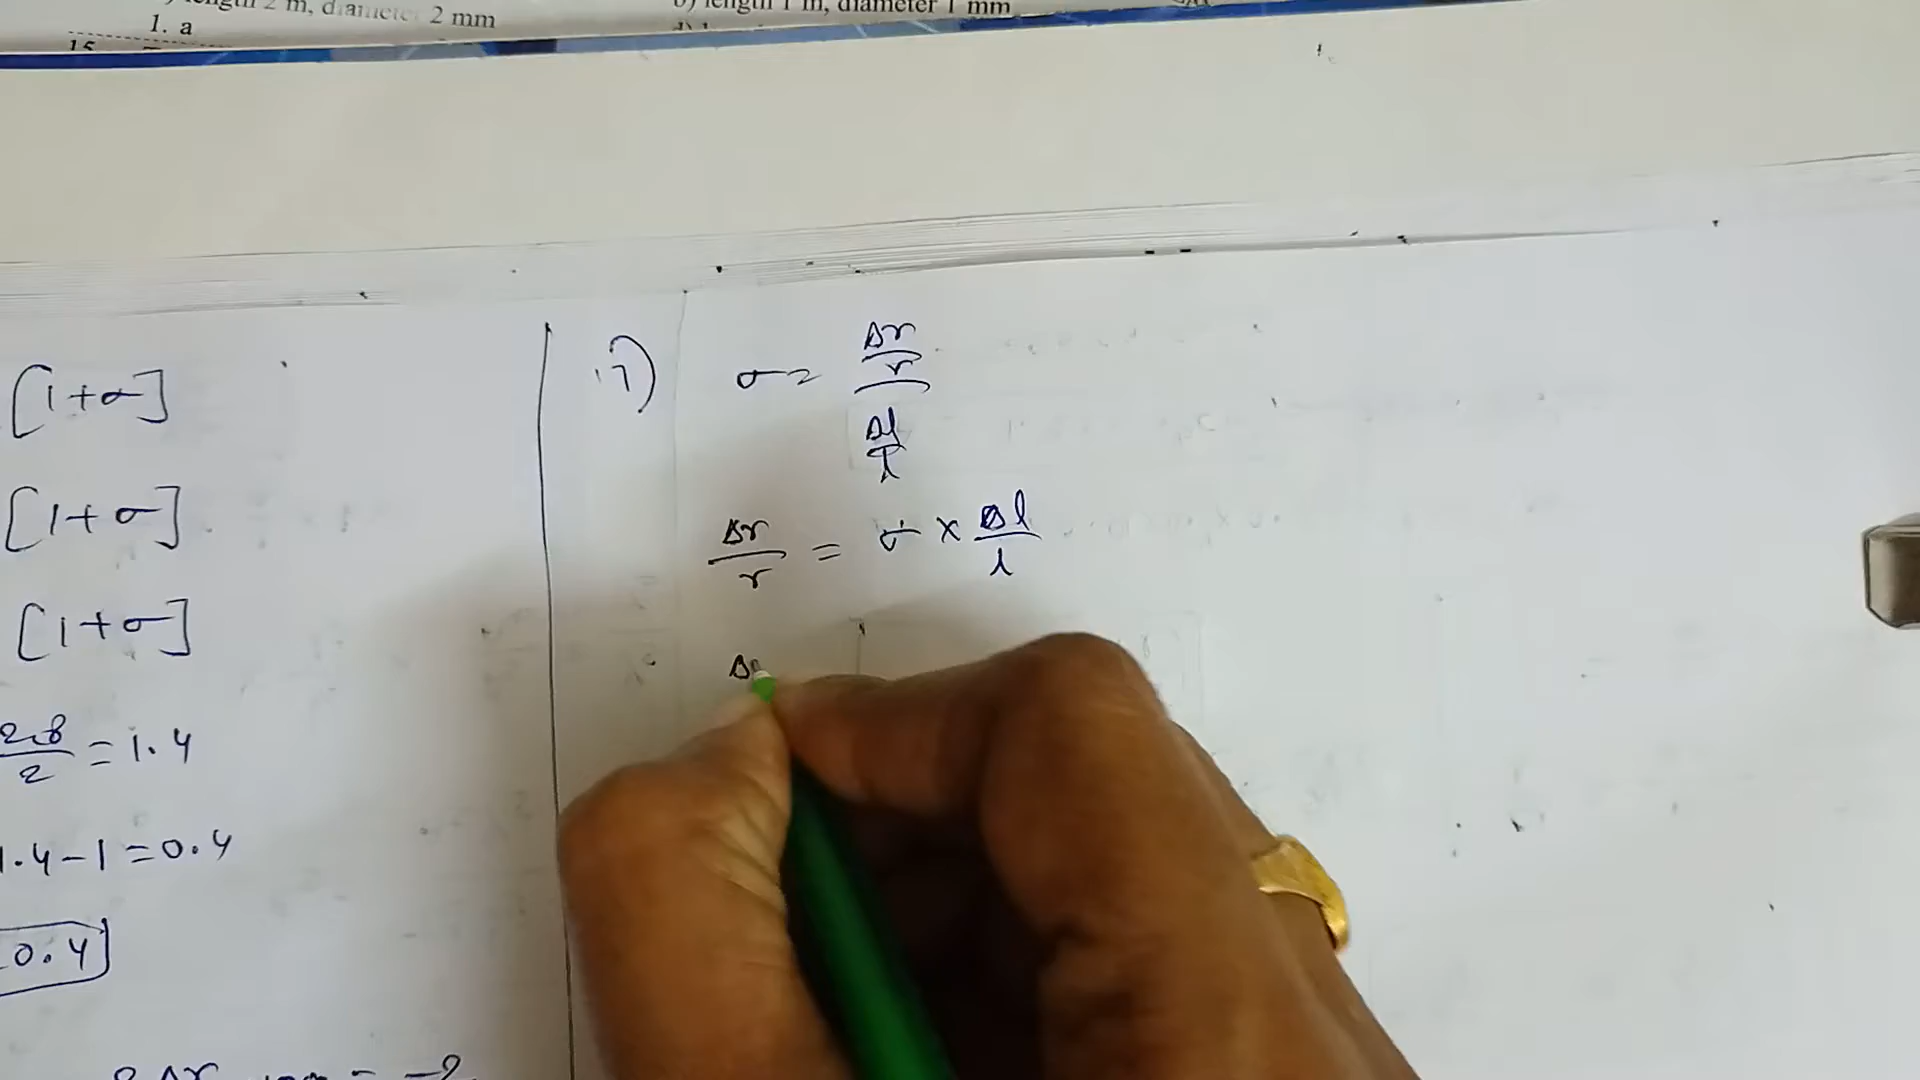 length 2 m, diameter 2 mm
b) length 1 m, diameter 1 mm
1. a
15
[1+σ]
[1+σ]
[1+σ]
2.8/2 = 1.4
1.4-1=0.4
0.4
17) σ = (Δr/r)/(Δl/l)
Δr/r = σ × Δl/l